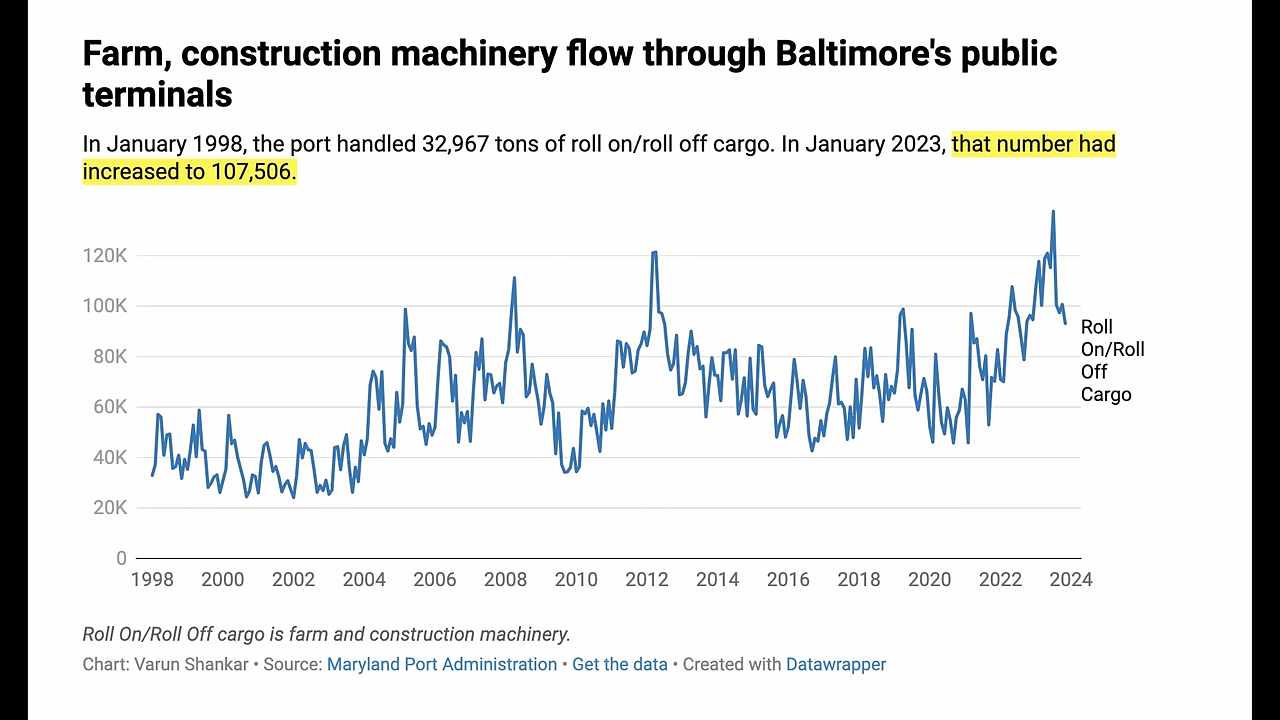 Farm, construction machinery flow through Baltimore's public
terminals
In January 1998, the port handled 32,967 tons of roll on/roll off cargo. In January 2023, that number had
increased to 107,506.
120K
100K
80K
60K
40K
20K
0
Roll
On/Roll
Off
Cargo
1998 2000 2002 2004 2006 2008 2010 2012 2014 2016 2018 2020 2022 2024
Roll On/Roll Off cargo is farm and construction machinery.
Chart: Varun Shankar • Source: Maryland Port Administration • Get the data • Created with Datawrapper